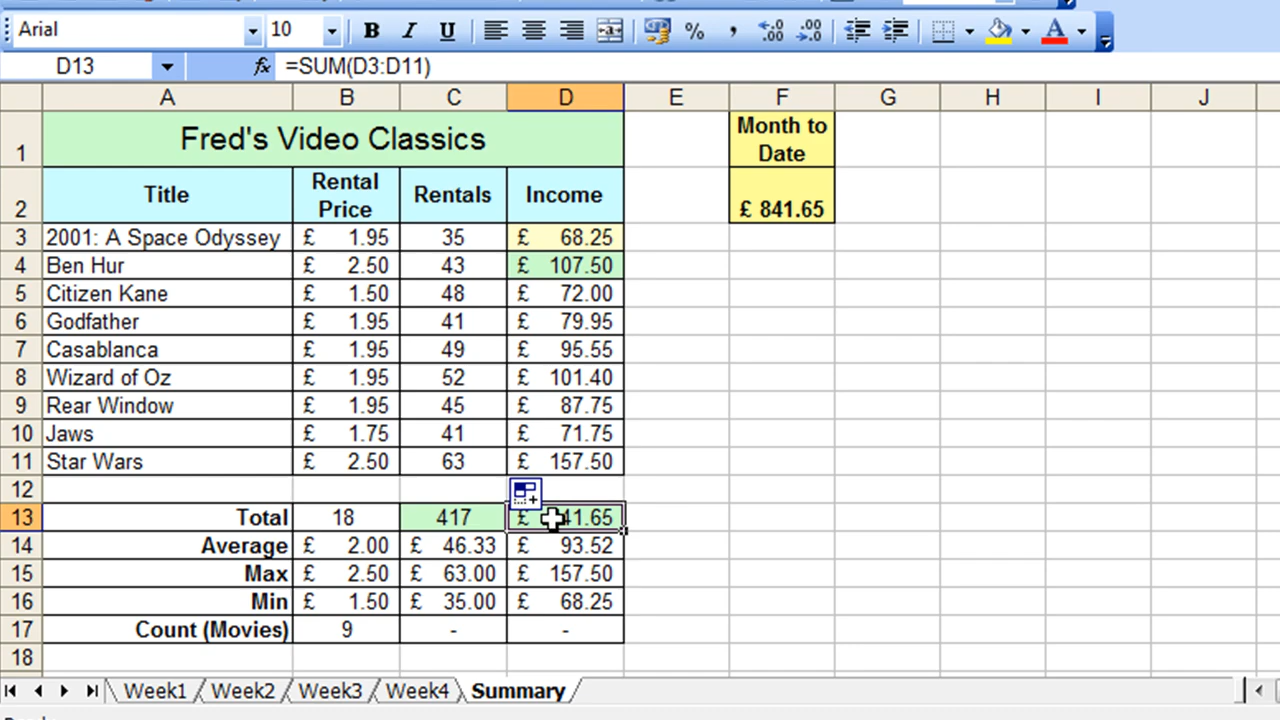 Arial 10 B I U % , .00 .00
D13 fx =SUM(D3:D11)
A B C D E F G H I J
1 Fred's Video Classics Month to Date
2 Title Rental Price Rentals Income £ 841.65
3 2001: A Space Odyssey £ 1.95 35 £ 68.25
4 Ben Hur £ 2.50 43 £ 107.50
5 Citizen Kane £ 1.50 48 £ 72.00
6 Godfather £ 1.95 41 £ 79.95
7 Casablanca £ 1.95 49 £ 95.55
8 Wizard of Oz £ 1.95 52 £ 101.40
9 Rear Window £ 1.95 45 £ 87.75
10 Jaws £ 1.75 41 £ 71.75
11 Star Wars £ 2.50 63 £ 157.50
12
13 Total 18 417 £ 41.65
14 Average £ 2.00 £ 46.33 £ 93.52
15 Max £ 2.50 £ 63.00 £ 157.50
16 Min £ 1.50 £ 35.00 £ 68.25
17 Count (Movies) 9 - -
18
Week1 Week2 Week3 Week4 Summary